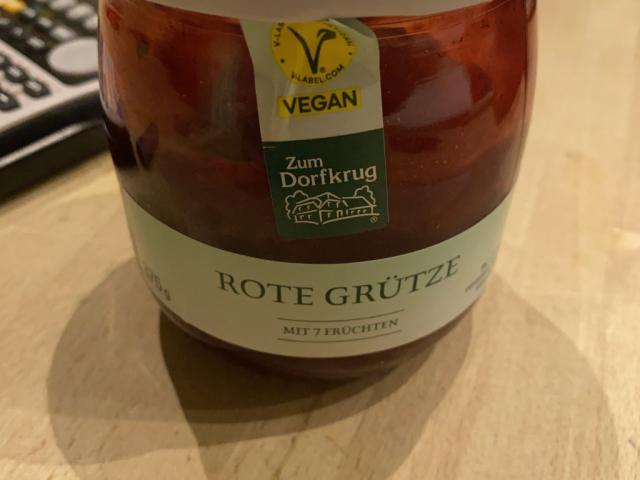 V-LABEL.COM
VEGAN
Zum
Dorfkrug
®
ROTE GRÜTZE
MIT 7 FRÜCHTEN